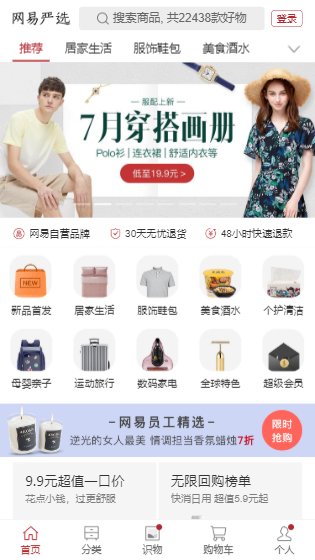 网易严选
搜索商品, 共22438款好物
登录
推荐
居家生活
服饰鞋包
美食酒水
服配上新
7月穿搭画册
Polo衫 | 连衣裙 | 舒适内衣等
低至19.9元 >
网易自营品牌
30天无忧退货
48小时快速退款
NEW
新品首发
居家生活
服饰鞋包
美食酒水
个护清洁
母婴亲子
运动旅行
数码家电
全球特色
超级会员
网易员工精选
逆光的女人最美 情调担当香氛蜡烛7折
限时
抢购
9.9元超值一口价
花点小钱，过更舒服
无限回购榜单
快消日用 超值5.9元起
首页
分类
识物
购物车
个人